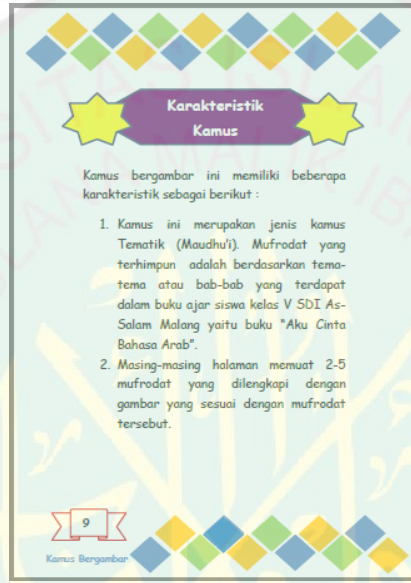 Karakteristik
Kamus
Kamus bergambar ini memiliki beberapa
karakteristik sebagai berikut :
1. Kamus ini merupakan jenis kamus
Tematik (Maudhu'i). Mufrodat yang
terhimpun adalah berdasarkan tema-
tema atau bab-bab yang terdapat
dalam buku ajar siswa kelas V SDI As-
Salam Malang yaitu buku "Aku Cinta
Bahasa Arab".
2. Masing-masing halaman memuat 2-5
mufrodat yang dilengkapi dengan
gambar yang sesuai dengan mufrodat
tersebut.
9
Kamus Bergambar